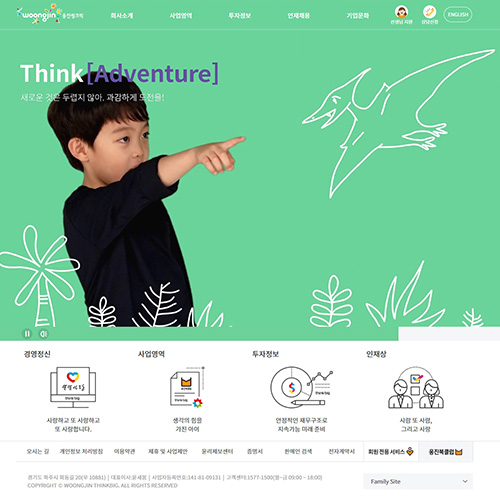 woongjin 웅진씽크빅
회사소개 사업영역 투자정보 인재채용 기업문화 선생님 지원 상담신청 ENGLISH
Think[Adventure]
새로운 것은 두렵지 않아, 과감하게 도전을!
경영정신 사업영역 투자정보 인재상
사랑하고 또 사랑하고
또 사랑합니다.
생각의 힘을
가진 이여
안정적인 재무구조로
지속가능 미래 준비
사람 또 사람,
그리고 사람
오시는 길 개인정보 처리방침 이용약관 제휴 및 사업제안 윤리제보센터 증명서 판매인 검색 전자계약서 회원 전용 서비스 웅진북클럽
경기도 파주시 회동길 20(우 10881) | 대표이사:윤새봄 | 사업자등록번호:141-81-09131 | 고객센터:1577-1500(월~금 09:00 ~ 18:00)
COPYRIGHT © WOONGJIN THINKBIG. ALL RIGHTS RESERVED
Family Site